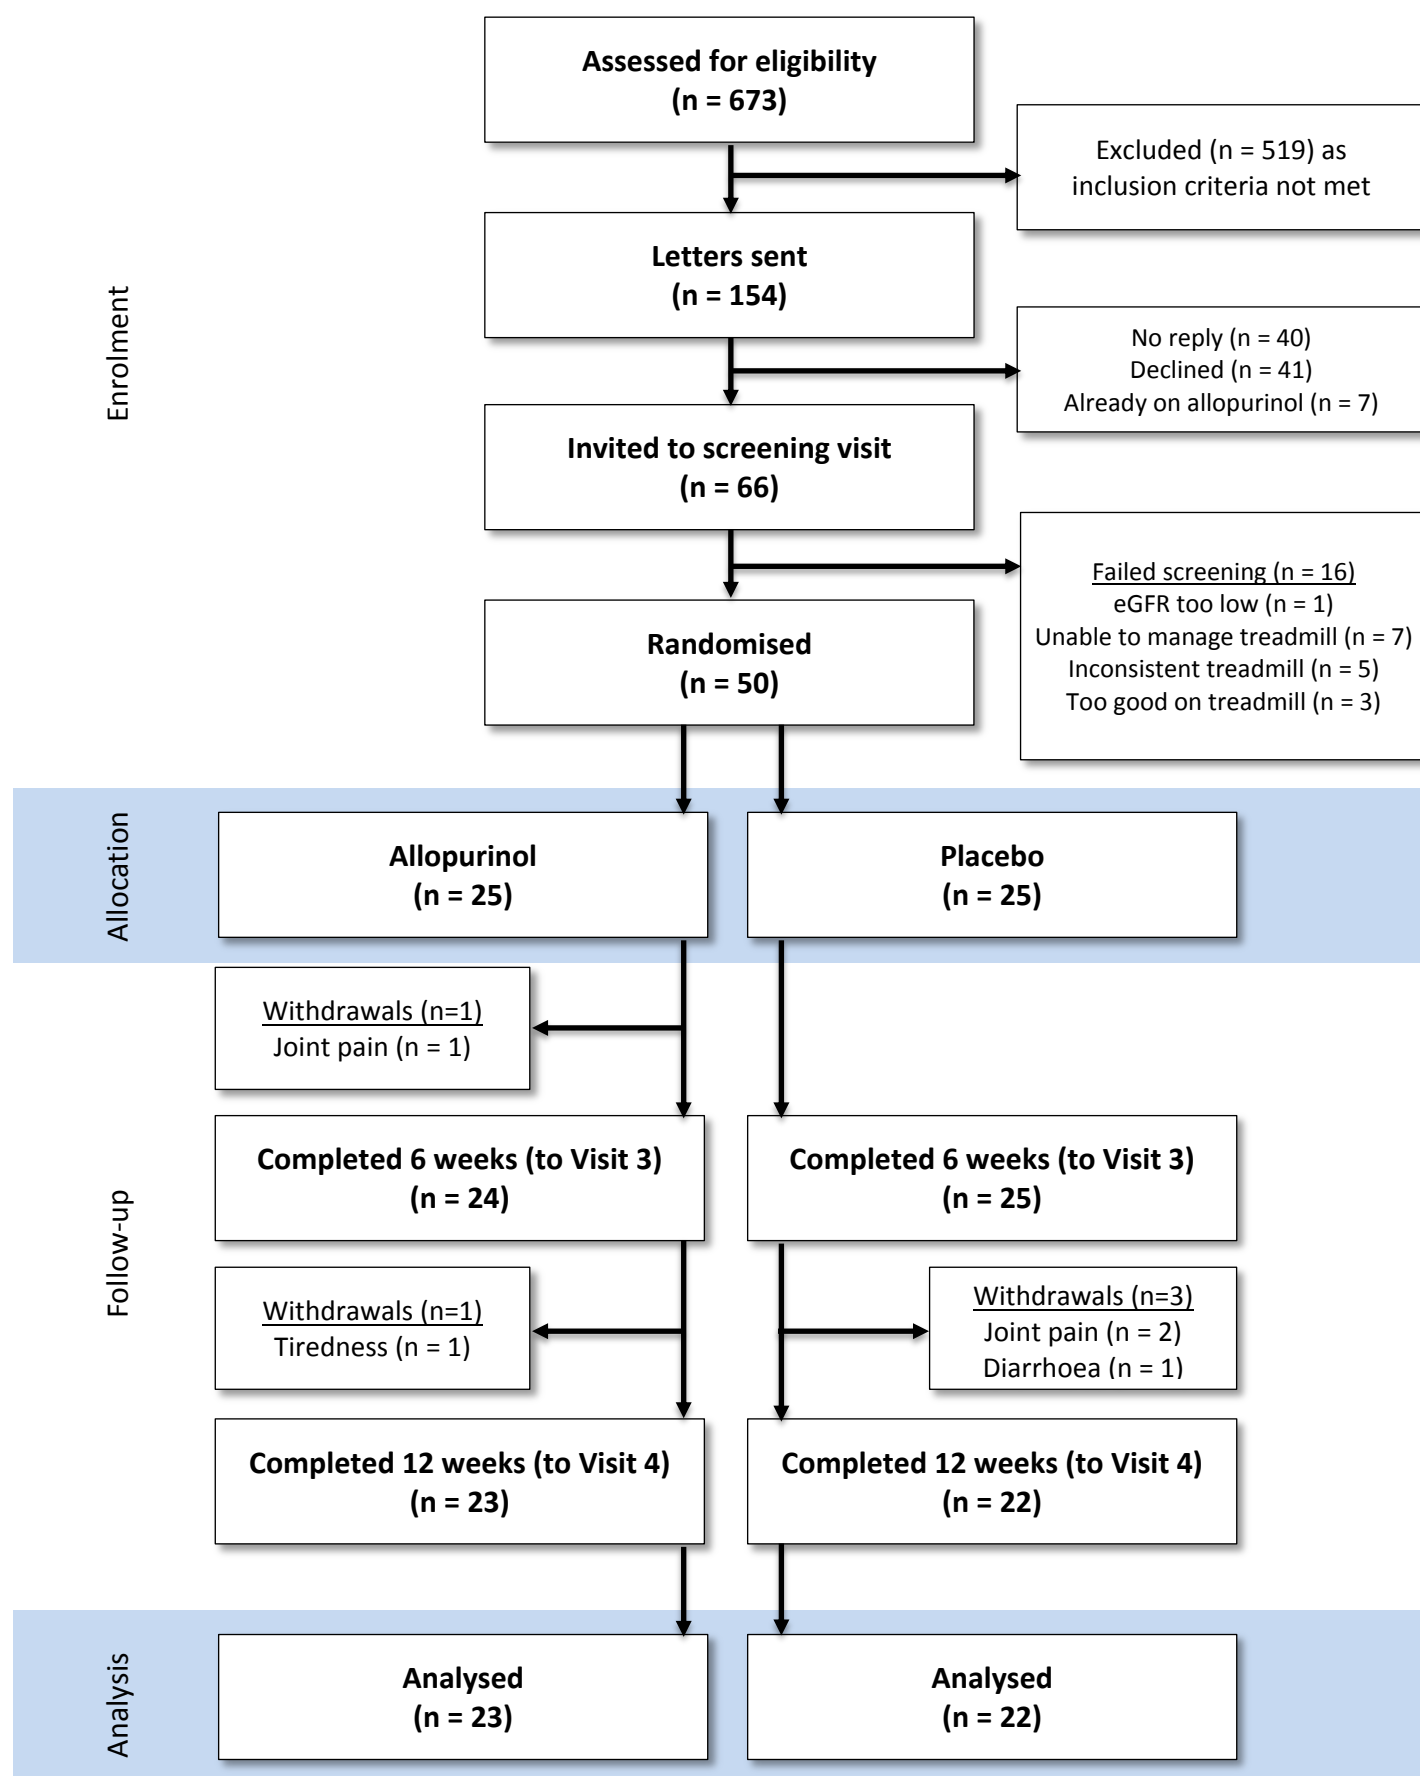 Enrolment
Assessed for eligibility
(n = 673)
Excluded (n = 519) as
inclusion criteria not met
Letters sent
(n = 154)
No reply (n = 40)
Declined (n = 41)
Already on allopurinol (n = 7)
Invited to screening visit
(n = 66)
Failed screening (n = 16)
eGFR too low (n = 1)
Unable to manage treadmill (n = 7)
Inconsistent treadmill (n = 5)
Too good on treadmill (n = 3)
Randomised
(n = 50)
Allocation
Allopurinol
(n = 25)
Placebo
(n = 25)
Follow-up
Withdrawals (n=1)
Joint pain (n = 1)
Completed 6 weeks (to Visit 3)
(n = 24)
Completed 6 weeks (to Visit 3)
(n = 25)
Withdrawals (n=1)
Tiredness (n = 1)
Withdrawals (n=3)
Joint pain (n = 2)
Diarrhoea (n = 1)
Completed 12 weeks (to Visit 4)
(n = 23)
Completed 12 weeks (to Visit 4)
(n = 22)
Analysis
Analysed
(n = 23)
Analysed
(n = 22)